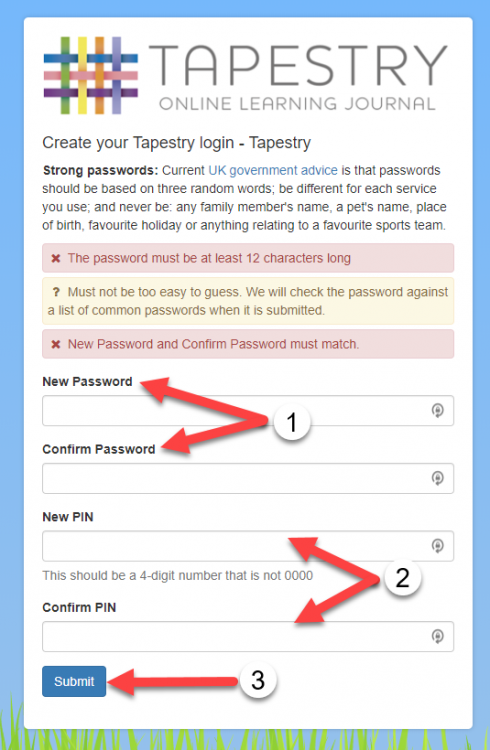 TAPESTRY
ONLINE LEARNING JOURNAL
Create your Tapestry login - Tapestry
Strong passwords: Current UK government advice is that passwords
should be based on three random words; be different for each service
you use; and never be: any family member's name, a pet's name, place
of birth, favourite holiday or anything relating to a favourite sports team.
✖ The password must be at least 12 characters long
? Must not be too easy to guess. We will check the password against
a list of common passwords when it is submitted.
✖ New Password and Confirm Password must match.
New Password
1
Confirm Password
New PIN
This should be a 4-digit number that is not 0000
2
Confirm PIN
Submit
3